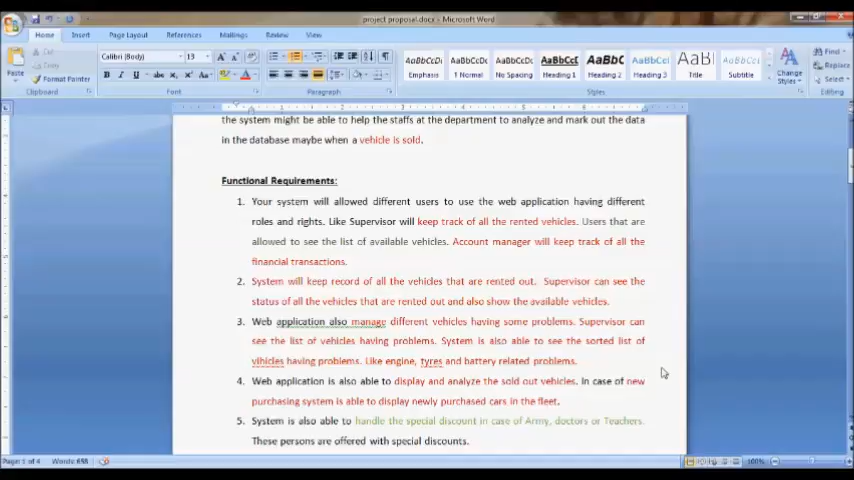 project proposal.docx - Microsoft Word
Home Insert Page Layout References Mailings Review View
Cut
Copy
Format Painter
Paste
Clipboard
Calibri (Body) 13
Font
Paragraph
AaBbCcDc AaBbCcDc AaBbCcDc AaBbCcI AaBbC AaBbCcI AaB AaBbCcDc
Emphasis 1 Normal No Spacing Heading 1 Heading 2 Heading 3 Title Subtitle
Change Styles
Styles
Find
Replace
Select
Editing
the system might be able to help the staffs at the department to analyze and mark out the data
in the database maybe when a vehicle is sold.
Functional Requirements:
1. Your system will allowed different users to use the web application having different
roles and rights. Like Supervisor will keep track of all the rented vehicles. Users that are
allowed to see the list of available vehicles. Account manager will keep track of all the
financial transactions.
2. System will keep record of all the vehicles that are rented out. Supervisor can see the
status of all the vehicles that are rented out and also show the available vehicles.
3. Web application also manage different vehicles having some problems. Supervisor can
see the list of vehicles having problems. System is also able to see the sorted list of
vihicles having problems. Like engine, tyres and battery related problems.
4. Web application is also able to display and analyze the sold out vehicles. In case of new
purchasing system is able to display newly purchased cars in the fleet.
5. System is also able to handle the special discount in case of Army, doctors or Teachers.
These persons are offered with special discounts.
Page: 1 of 4 Words: 658 100%